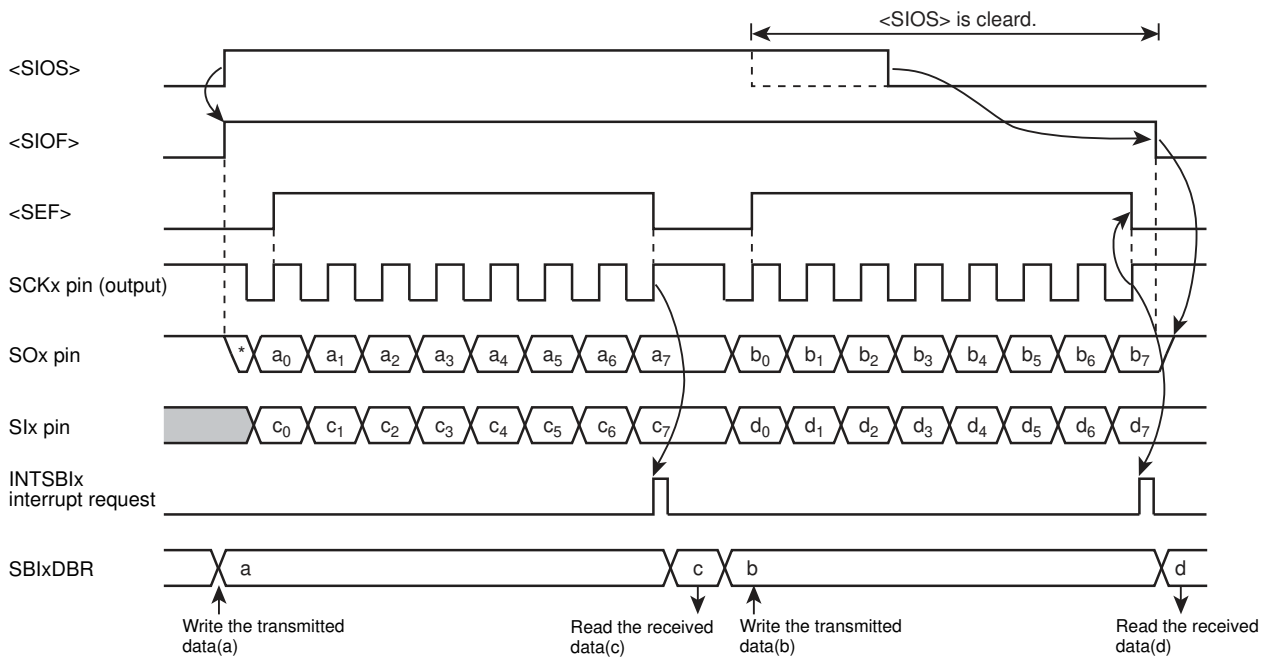 <SIOS> is cleard.
<SIOS>
<SIOF>
<SEF>
SCKx pin (output)
SOx pin
* a0 a1 a2 a3 a4 a5 a6 a7 b0 b1 b2 b3 b4 b5 b6 b7
SIx pin
c0 c1 c2 c3 c4 c5 c6 c7 d0 d1 d2 d3 d4 d5 d6 d7
INTSBIx
interrupt request
SBIxDBR
a c b d
Write the transmitted
data(a)
Read the received
data(c)
Write the transmitted
data(b)
Read the received
data(d)